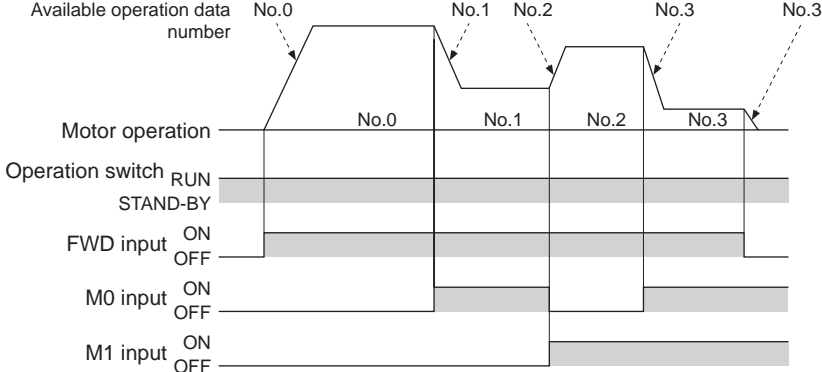 Available operation data number No.0 No.1 No.2 No.3 No.3
Motor operation No.0 No.1 No.2 No.3
Operation switch RUN
STAND-BY
FWD input ON
OFF
M0 input ON
OFF
M1 input ON
OFF